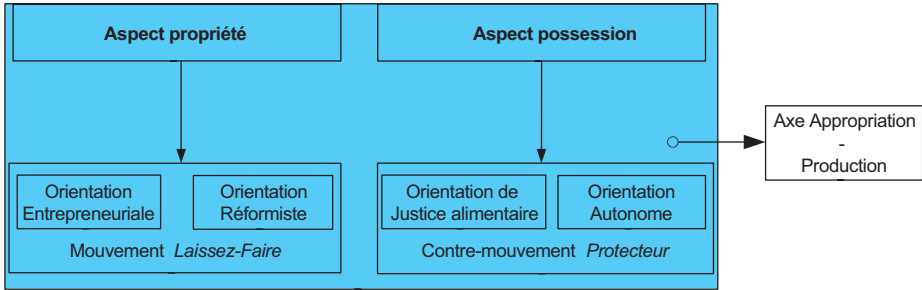 Aspect propriété
Aspect possession
Axe Appropriation
-
Production
Orientation
Entrepreneuriale
Orientation
Réformiste
Mouvement Laissez-Faire
Orientation de
Justice alimentaire
Orientation
Autonome
Contre-mouvement Protecteur